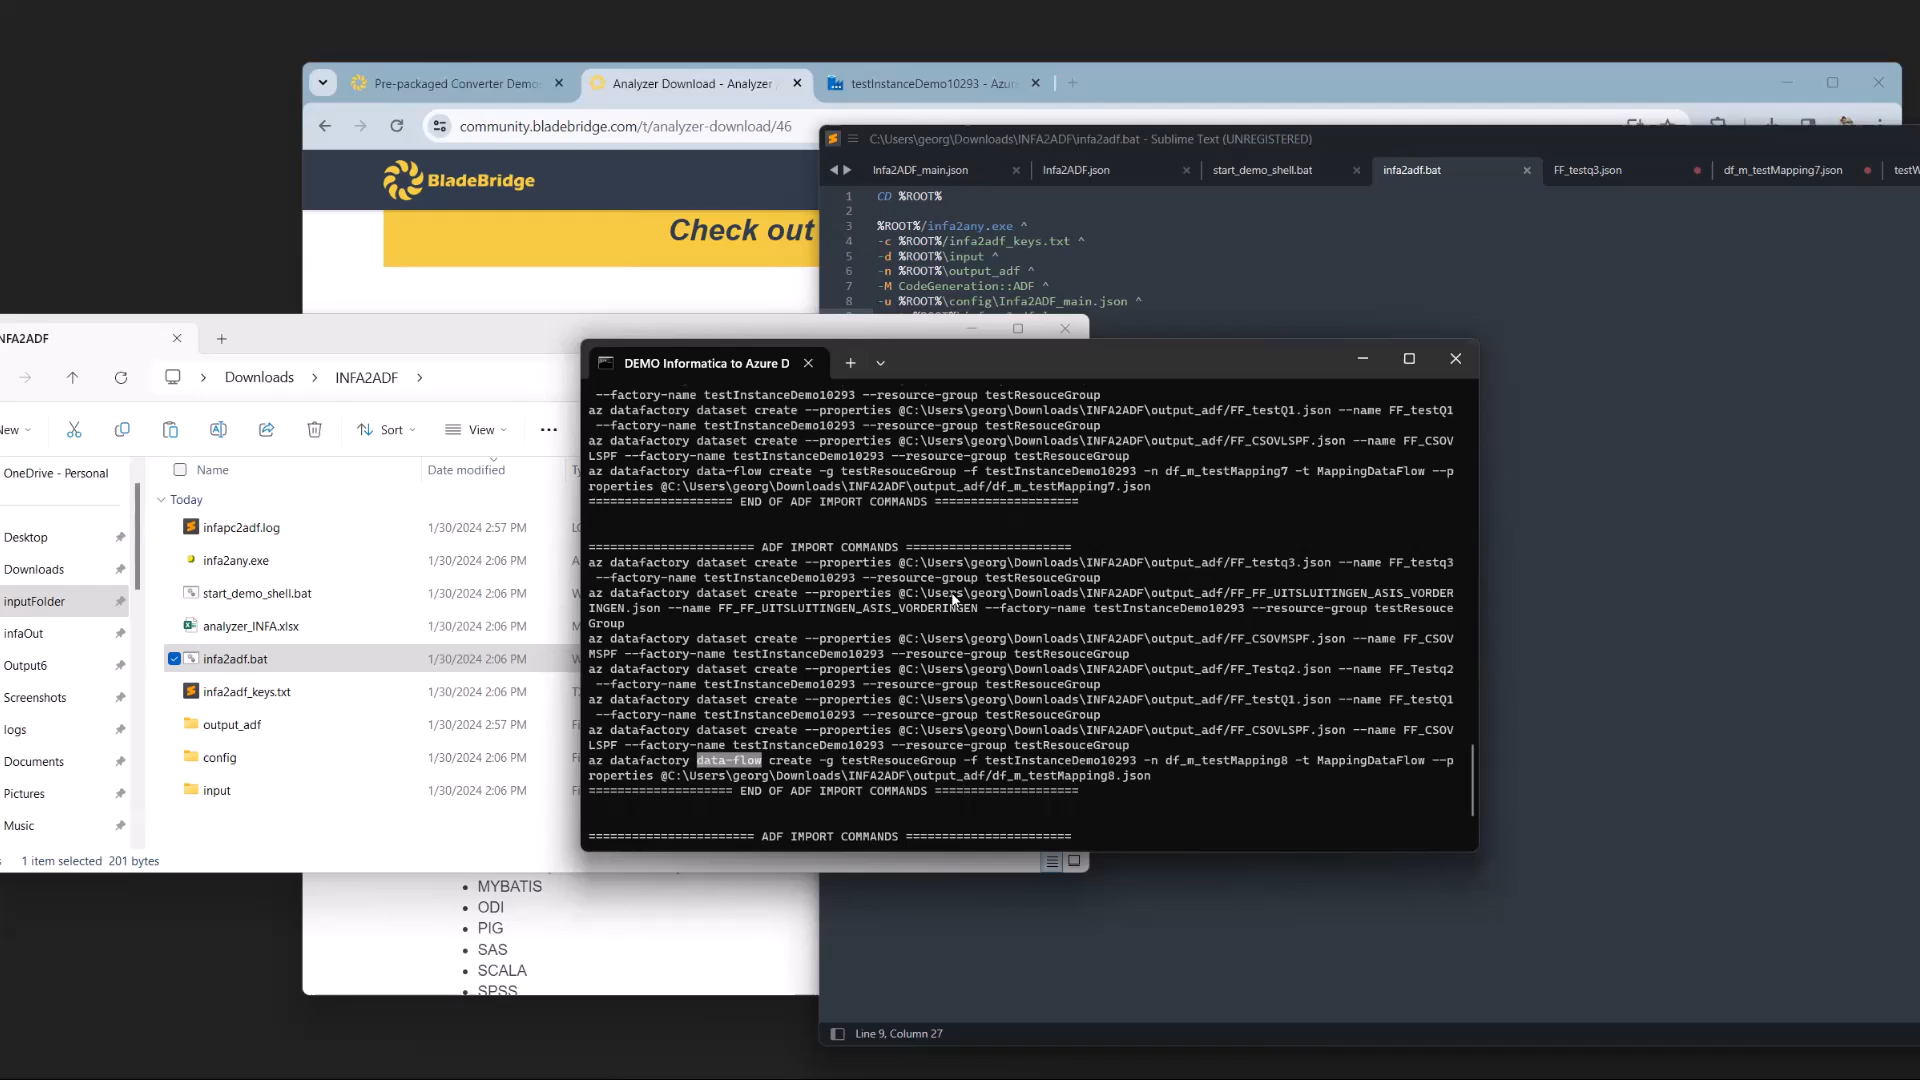 Pre-packaged Converter Demo
Analyzer Download - Analyzer
testInstanceDemo10293 - Azur
community.bladebridge.com/t/analyzer-download/46
BladeBridge
Check out
C:\Users\georg\Downloads\INFA2ADF\infa2adf.bat - Sublime Text (UNREGISTERED)
Infa2ADF_main.json
Infa2ADF.json
start_demo_shell.bat
infa2adf.bat
FF_testq3.json
df_m_testMapping7.json
testW
1 CD %ROOT%
2
3 %ROOT%/infa2any.exe ^
4 -c %ROOT%/infa2adf_keys.txt ^
5 -d %ROOT%\input ^
6 -n %ROOT%\output_adf ^
7 -M CodeGeneration::ADF ^
8 -u %ROOT%\config\Infa2ADF_main.json ^
NFA2ADF
Downloads
INFA2ADF
ew
Sort
View
OneDrive - Personal
Desktop
Downloads
inputFolder
infaOut
Output6
Screenshots
logs
Documents
Pictures
Music
Name
Date modified
Ty
Today
infapc2adf.log 1/30/2024 2:57 PM
infa2any.exe 1/30/2024 2:06 PM
start_demo_shell.bat 1/30/2024 2:06 PM
analyzer_INFA.xlsx 1/30/2024 2:06 PM
infa2adf.bat 1/30/2024 2:06 PM
infa2adf_keys.txt 1/30/2024 2:06 PM
output_adf 1/30/2024 2:57 PM
config 1/30/2024 2:06 PM
input 1/30/2024 2:06 PM
1 item selected 201 bytes
DEMO Informatica to Azure D
--factory-name testInstanceDemo10293 --resource-group testResouceGroup
az datafactory dataset create --properties @C:\Users\georg\Downloads\INFA2ADF\output_adf/FF_testQ1.json --name FF_testQ1
--factory-name testInstanceDemo10293 --resource-group testResouceGroup
az datafactory dataset create --properties @C:\Users\georg\Downloads\INFA2ADF\output_adf/FF_CSOVLSPF.json --name FF_CSOV
LSPF --factory-name testInstanceDemo10293 --resource-group testResouceGroup
az datafactory data-flow create -g testResouceGroup -f testInstanceDemo10293 -n df_m_testMapping7 -t MappingDataFlow --p
roperties @C:\Users\georg\Downloads\INFA2ADF\output_adf/df_m_testMapping7.json
==================== END OF ADF IMPORT COMMANDS ====================
======================= ADF IMPORT COMMANDS =======================
az datafactory dataset create --properties @C:\Users\georg\Downloads\INFA2ADF\output_adf/FF_testq3.json --name FF_testq3
--factory-name testInstanceDemo10293 --resource-group testResouceGroup
az datafactory dataset create --properties @C:\Users\georg\Downloads\INFA2ADF\output_adf/FF_FF_UITSLUITINGEN_ASIS_VORDER
INGEN.json --name FF_FF_UITSLUITINGEN_ASIS_VORDERINGEN --factory-name testInstanceDemo10293 --resource-group testResouce
Group
az datafactory dataset create --properties @C:\Users\georg\Downloads\INFA2ADF\output_adf/FF_CSOVMSPF.json --name FF_CSOV
MSPF --factory-name testInstanceDemo10293 --resource-group testResouceGroup
az datafactory dataset create --properties @C:\Users\georg\Downloads\INFA2ADF\output_adf/FF_Testq2.json --name FF_Testq2
--factory-name testInstanceDemo10293 --resource-group testResouceGroup
az datafactory dataset create --properties @C:\Users\georg\Downloads\INFA2ADF\output_adf/FF_testQ1.json --name FF_testQ1
--factory-name testInstanceDemo10293 --resource-group testResouceGroup
az datafactory dataset create --properties @C:\Users\georg\Downloads\INFA2ADF\output_adf/FF_CSOVLSPF.json --name FF_CSOV
LSPF --factory-name testInstanceDemo10293 --resource-group testResouceGroup
az datafactory data-flow create -g testResouceGroup -f testInstanceDemo10293 -n df_m_testMapping8 -t MappingDataFlow --p
roperties @C:\Users\georg\Downloads\INFA2ADF\output_adf/df_m_testMapping8.json
==================== END OF ADF IMPORT COMMANDS ====================
======================= ADF IMPORT COMMANDS =======================
MYBATIS
ODI
PIG
SAS
SCALA
SPSS
Line 9, Column 27